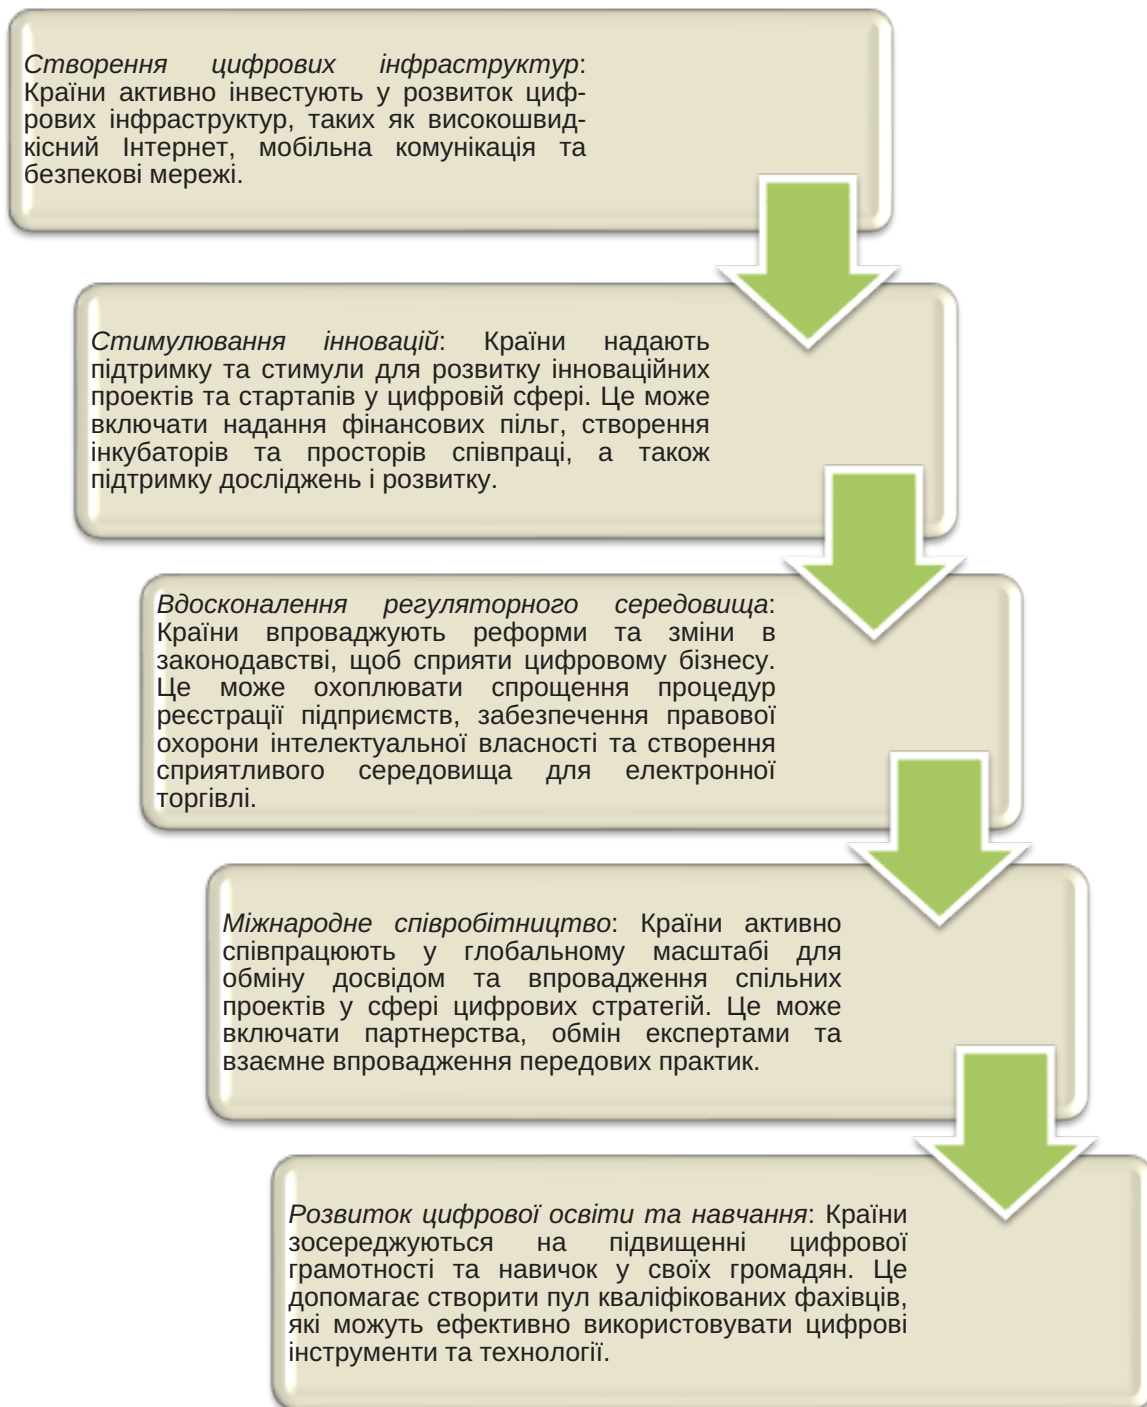 Створення цифрових інфраструктур:
Країни активно інвестують у розвиток циф-
рових інфраструктур, таких як високошвид-
кісний Інтернет, мобільна комунікація та
безпекові мережі.
Стимулювання інновацій: Країни надають
підтримку та стимули для розвитку інноваційних
проектів та стартапів у цифровій сфері. Це може
включати надання фінансових пільг, створення
інкубаторів та просторів співпраці, а також
підтримку досліджень і розвитку.
Вдосконалення регуляторного середовища:
Країни впроваджують реформи та зміни в
законодавстві, щоб сприяти цифровому бізнесу.
Це може охоплювати спрощення процедур
реєстрації підприємств, забезпечення правової
охорони інтелектуальної власності та створення
сприятливого середовища для електронної
торгівлі.
Міжнародне співробітництво: Країни активно
співпрацюють у глобальному масштабі для
обміну досвідом та впровадження спільних
проектів у сфері цифрових стратегій. Це може
включати партнерства, обмін експертами та
взаємне впровадження передових практик.
Розвиток цифрової освіти та навчання: Країни
зосереджуються на підвищенні цифрової
грамотності та навичок у своїх громадян. Це
допомагає створити пул кваліфікованих фахівців,
які можуть ефективно використовувати цифрові
інструменти та технології.